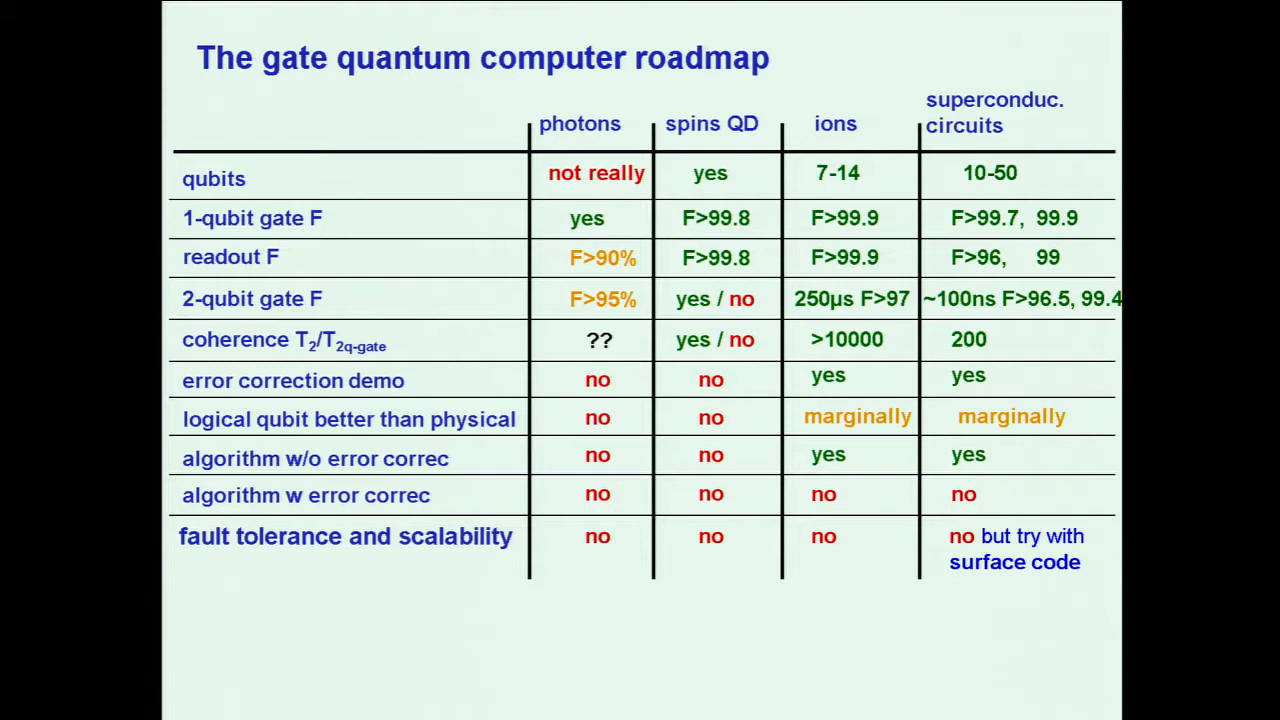 The gate quantum computer roadmap
photons spins QD ions superconduc. circuits
qubits not really yes 7-14 10-50
1-qubit gate F yes F>99.8 F>99.9 F>99.7, 99.9
readout F F>90% F>99.8 F>99.9 F>96, 99
2-qubit gate F F>95% yes / no 250µs F>97 ~100ns F>96.5, 99.4
coherence T2/T2q-gate ?? yes / no >10000 200
error correction demo no no yes yes
logical qubit better than physical no no marginally marginally
algorithm w/o error correc no no yes yes
algorithm w error correc no no no no
fault tolerance and scalability no no no no but try with
surface code